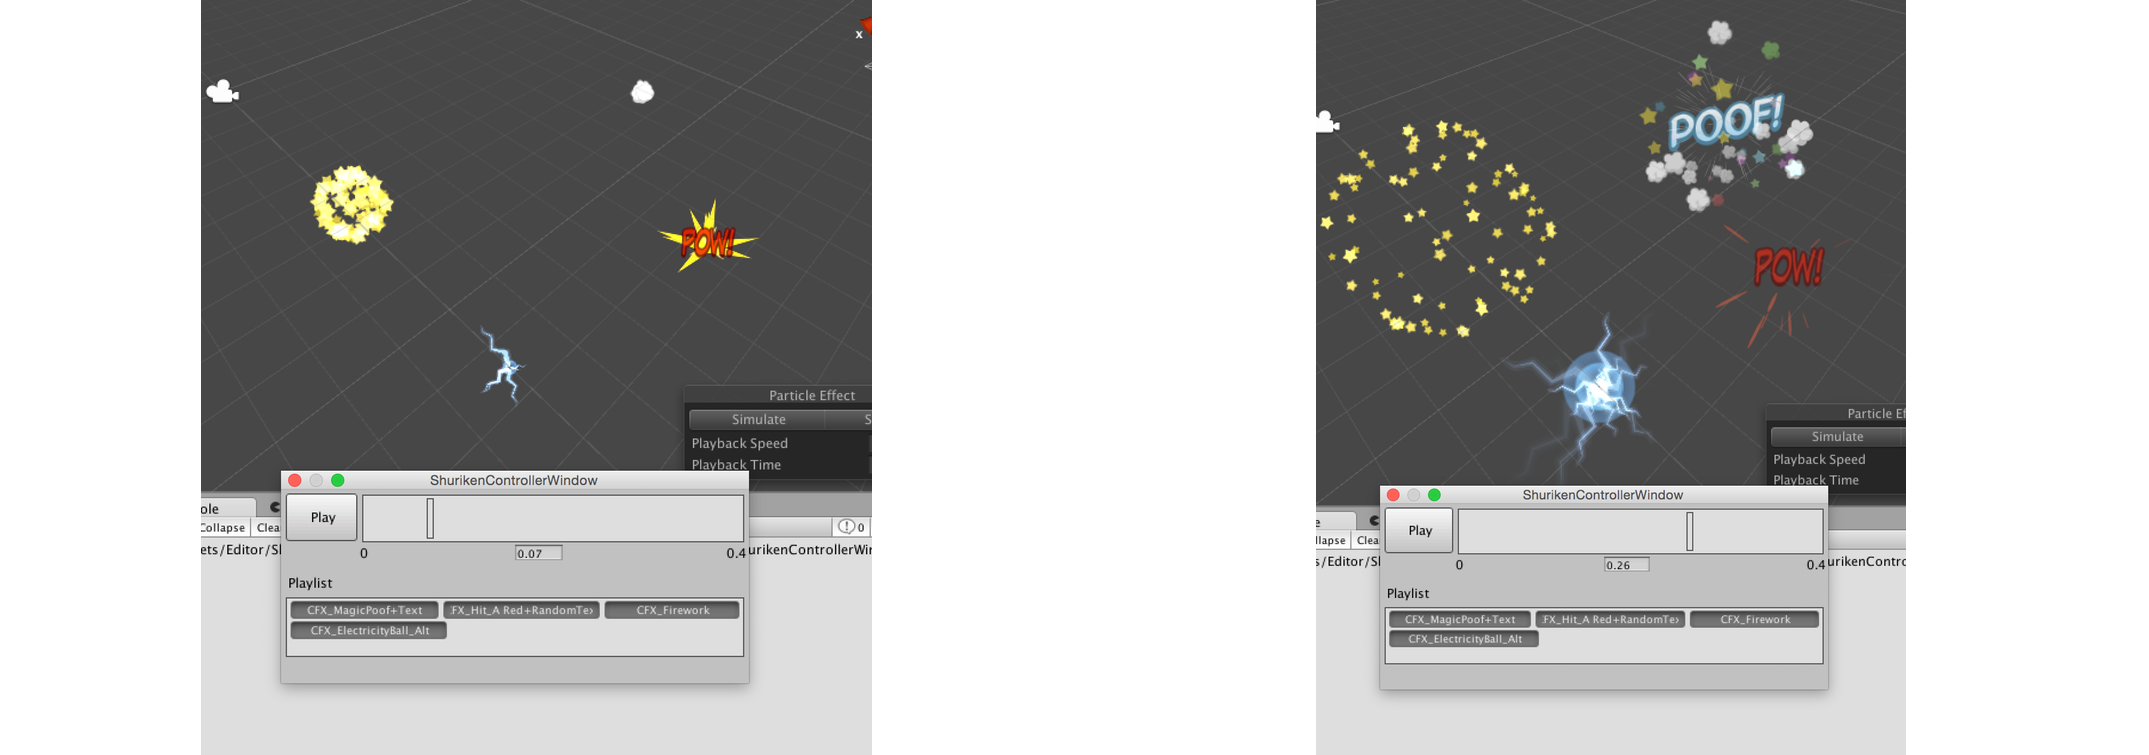 x
POW!
Particle Effect
Simulate S
Playback Speed
Playback Time
ShurikenControllerWindow
ole
Collapse Clea
Play
0
ets/Editor/Sl
0 0.07 0.4
urikenControllerWir
Playlist
CFX_MagicPoof+Text FX_Hit_A Red+RandomTe CFX_Firework
CFX_ElectricityBall_Alt
POOF!
POW!
Particle Ef
Simulate
Playback Speed
Playback Time
ShurikenControllerWindow
e
llapse Clea
Play
s/Editor/Sl
0 0.26 0.4
urikenContro
Playlist
CFX_MagicPoof+Text FX_Hit_A Red+RandomTe CFX_Firework
CFX_ElectricityBall_Alt